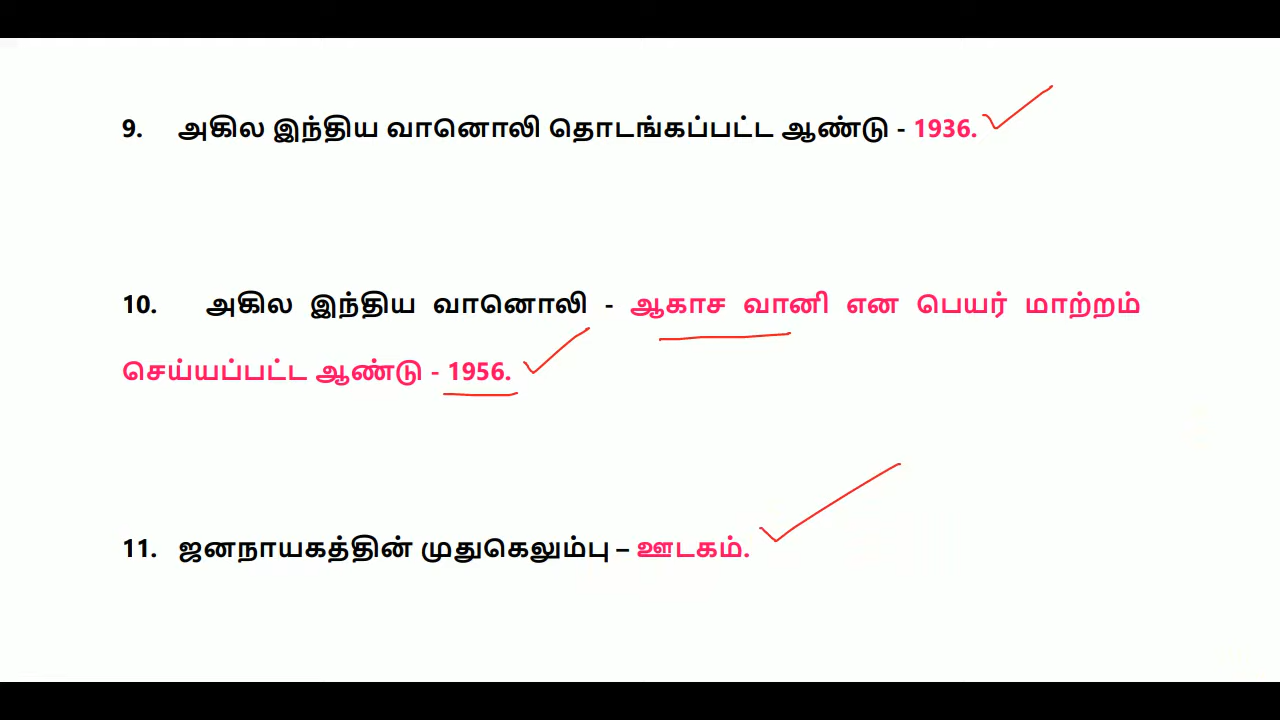 9. அகில இந்திய வானொலி தொடங்கப்பட்ட ஆண்டு - 1936.
10. அகில இந்திய வானொலி - ஆகாச வானி என பெயர் மாற்றம்
செய்யப்பட்ட ஆண்டு - 1956.
11. ஜனநாயகத்தின் முதுகெலும்பு – ஊடகம்.